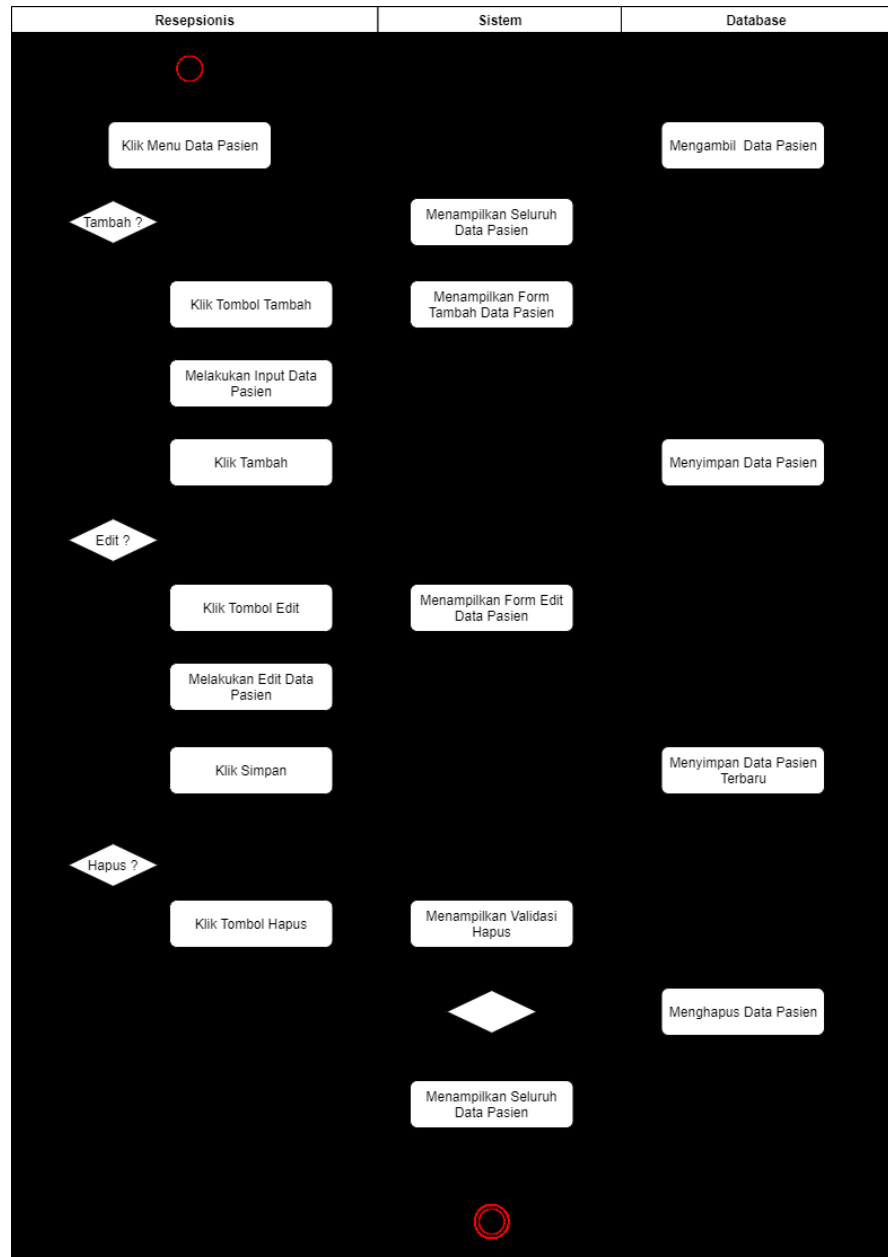 Resepsionis
Sistem
Database
Klik Menu Data Pasien
Mengambil  Data Pasien
Tambah ?
Menampilkan Seluruh
Data Pasien
Klik Tombol Tambah
Menampilkan Form
Tambah Data Pasien
Melakukan Input Data
Pasien
Klik Tambah
Menyimpan Data Pasien
Edit ?
Klik Tombol Edit
Menampilkan Form Edit
Data Pasien
Melakukan Edit Data
Pasien
Klik Simpan
Menyimpan Data Pasien
Terbaru
Hapus ?
Klik Tombol Hapus
Menampilkan Validasi
Hapus
Menghapus Data Pasien
Menampilkan Seluruh
Data Pasien